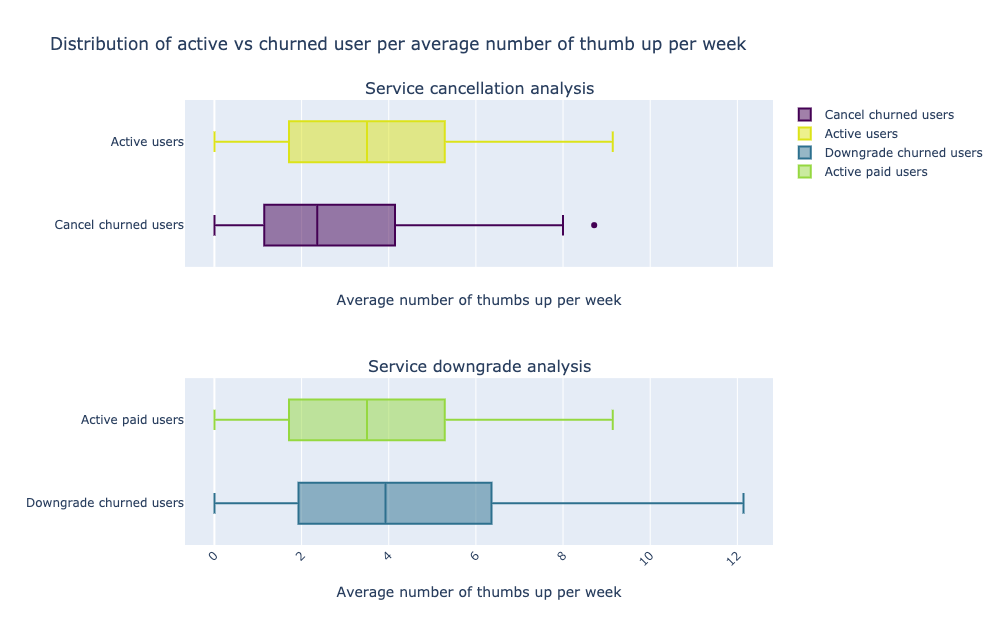 Distribution of active vs churned user per average number of thumb up per week
Service cancellation analysis
Active users
Cancel churned users
Average number of thumbs up per week
Cancel churned users
Active users
Downgrade churned users
Active paid users
Service downgrade analysis
Active paid users
Downgrade churned users
0 2 4 6 8 10 12
Average number of thumbs up per week